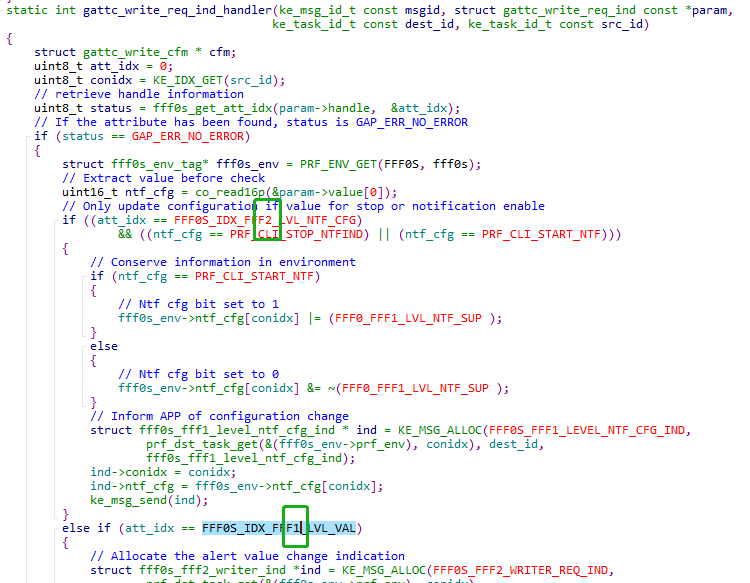 static int gattc_write_req_ind_handler(ke_msg_id_t const msgid, struct gattc_write_req_ind const *param,
ke_task_id_t const dest_id, ke_task_id_t const src_id)
{
struct gattc_write_cfm * cfm;
uint8_t att_idx = 0;
uint8_t conidx = KE_IDX_GET(src_id);
// retrieve handle information
uint8_t status = fff0s_get_att_idx(param->handle, &att_idx);
// If the attribute has been found, status is GAP_ERR_NO_ERROR
if (status == GAP_ERR_NO_ERROR)
{
struct fff0s_env_tag* fff0s_env = PRF_ENV_GET(FFF0S, fff0s);
// Extract value before check
uint16_t ntf_cfg = co_read16p(&param->value[0]);
// Only update configuration if value for stop or notification enable
if ((att_idx == FFF0S_IDX_FFF2_LVL_NTF_CFG)
&& ((ntf_cfg == PRF_CLI_STOP_NTFIND) || (ntf_cfg == PRF_CLI_START_NTF)))
{
// Conserve information in environment
if (ntf_cfg == PRF_CLI_START_NTF)
{
// Ntf cfg bit set to 1
fff0s_env->ntf_cfg[conidx] |= (FFF0_FFF1_LVL_NTF_SUP );
}
else
{
// Ntf cfg bit set to 0
fff0s_env->ntf_cfg[conidx] &= ~(FFF0_FFF1_LVL_NTF_SUP );
}
// Inform APP of configuration change
struct fff0s_fff1_level_ntf_cfg_ind * ind = KE_MSG_ALLOC(FFF0S_FFF1_LEVEL_NTF_CFG_IND,
prf_dst_task_get(&(fff0s_env->prf_env), conidx), dest_id,
fff0s_fff1_level_ntf_cfg_ind);
ind->conidx = conidx;
ind->ntf_cfg = fff0s_env->ntf_cfg[conidx];
ke_msg_send(ind);
}
else if (att_idx == FFF0S_IDX_FFF1_LVL_VAL)
{
// Allocate the alert value change indication
struct fff0s_fff2_writer_ind *ind = KE_MSG_ALLOC(FFF0S_FFF2_WRITER_REQ_IND,